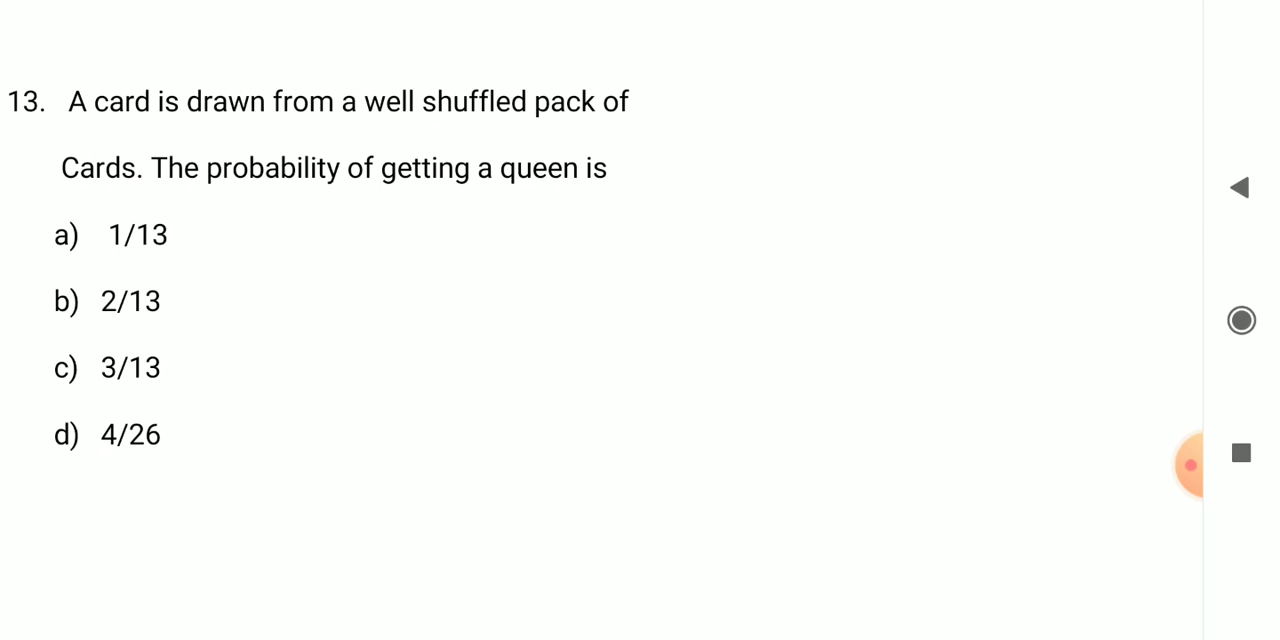 13. A card is drawn from a well shuffled pack of
Cards. The probability of getting a queen is
a) 1/13
b) 2/13
c) 3/13
d) 4/26